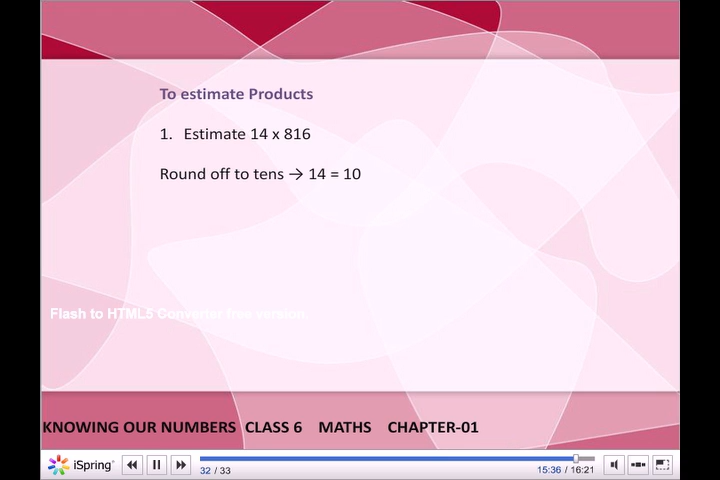 To estimate Products
1. Estimate 14 x 816
Round off to tens → 14 = 10
Flash to HTML5 Converter free version
KNOWING OUR NUMBERS CLASS 6 MATHS CHAPTER-01
iSpring
32 / 33
15:36 / 16:21